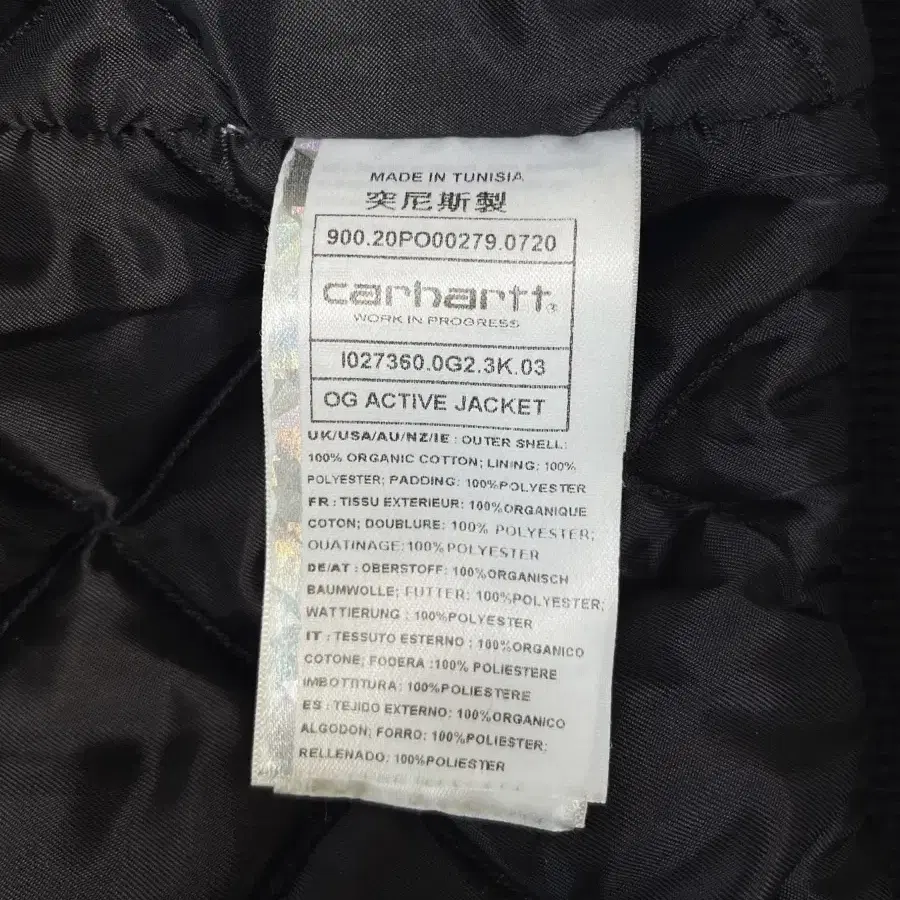 MADE IN TUNISIA
突尼斯製
900.20PO00279.0720
carhartt®
WORK IN PROGRESS
I027360.0G2.3K.03
OG ACTIVE JACKET
UK/USA/AU/NZ/IE : OUTER SHELL:
100% ORGANIC COTTON; LINING: 100%
POLYESTER; PADDING: 100%POLYESTER
FR : TISSU EXTERIEUR: 100%ORGANIQUE
COTON; DOUBLURE: 100% POLYESTER;
OUATINAGE:100%POLYESTER
DE/AT : OBERSTOFF: 100%ORGANISCH
BAUMWOLLE; FUTTER: 100%POLYESTER;
WATTIERUNG : 100%POLYESTER
IT : TESSUTO ESTERNO : 100%ORGANICO
COTONE; FODERA :100% POLIESTERE
IMBOTTITURA: 100%POLIESTERE
ES : TEJIDO EXTERNO: 100%ORGANICO
ALGODON; FORRO: 100%POLIESTER;
RELLENADO: 100%POLIESTER